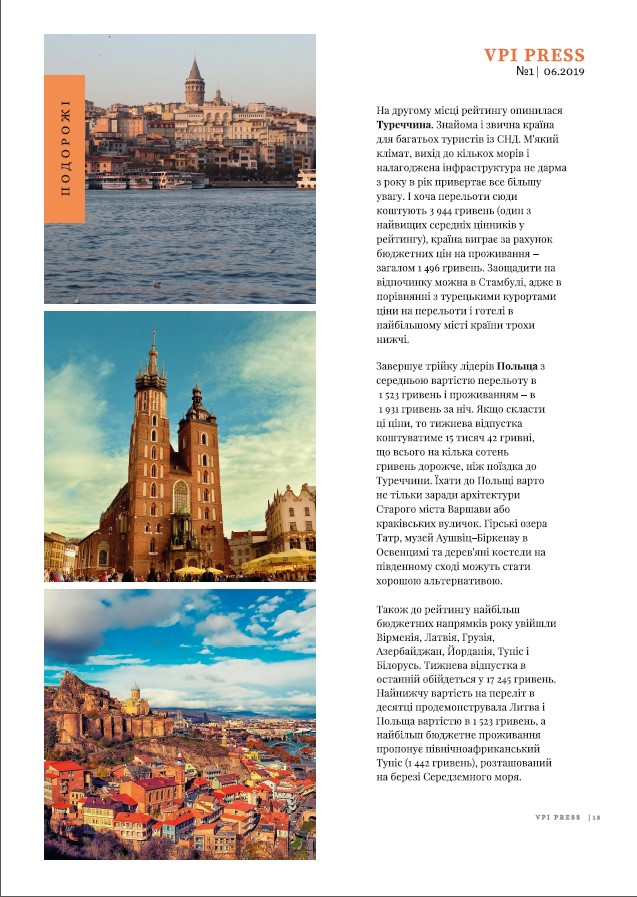 ПОДОРОЖІ
VPI PRESS
№1| 06.2019
На другому місці рейтингу опинилася
Туреччина. Знайома і звична країна
для багатьох туристів із СНД. М'який
клімат, вихід до кількох морів і
налагоджена інфраструктура не дарма
з року в рік привертає все більшу
увагу. І хоча перельоти сюди
коштують 3 944 гривень (один з
найвищих середніх цінників у
рейтингу), країна виграє за рахунок
бюджетних цін на проживання –
загалом 1 496 гривень. Заощадити на
відпочинку можна в Стамбулі, адже в
порівнянні з турецькими курортами
ціни на перельоти і готелі в
найбільшому місті країни трохи
нижчі.
Завершує трійку лідерів Польща з
середньою вартістю перельоту в
1 523 гривень і проживанням – в
1 931 гривень за ніч. Якщо скласти
ці ціни, то тижнева відпустка
коштуватиме 15 тисяч 42 гривні,
що всього на кілька сотень
гривень дорожче, ніж поїздка до
Туреччини. Їхати до Польщі варто
не тільки заради архітектури
Старого міста Варшави або
краківських вуличок. Гірські озера
Татр, музей Аушвіц–Біркенау в
Освенцимі та дерев'яні костели на
південному сході можуть стати
хорошою альтернативою.
Також до рейтингу найбільш
бюджетних напрямків року увійшли
Вірменія, Латвія, Грузія,
Азербайджан, Йорданія, Туніс і
Білорусь. Тижнева відпустка в
останній обійдеться у 17 245 гривень.
Найнижчу вартість на переліт в
десятці продемонструвала Литва і
Польща вартістю в 1 523 гривень, а
найбільш бюджетне проживання
пропонує північноафриканський
Туніс (1 442 гривень), розташований
на березі Середземного моря.
VPI PRESS |18